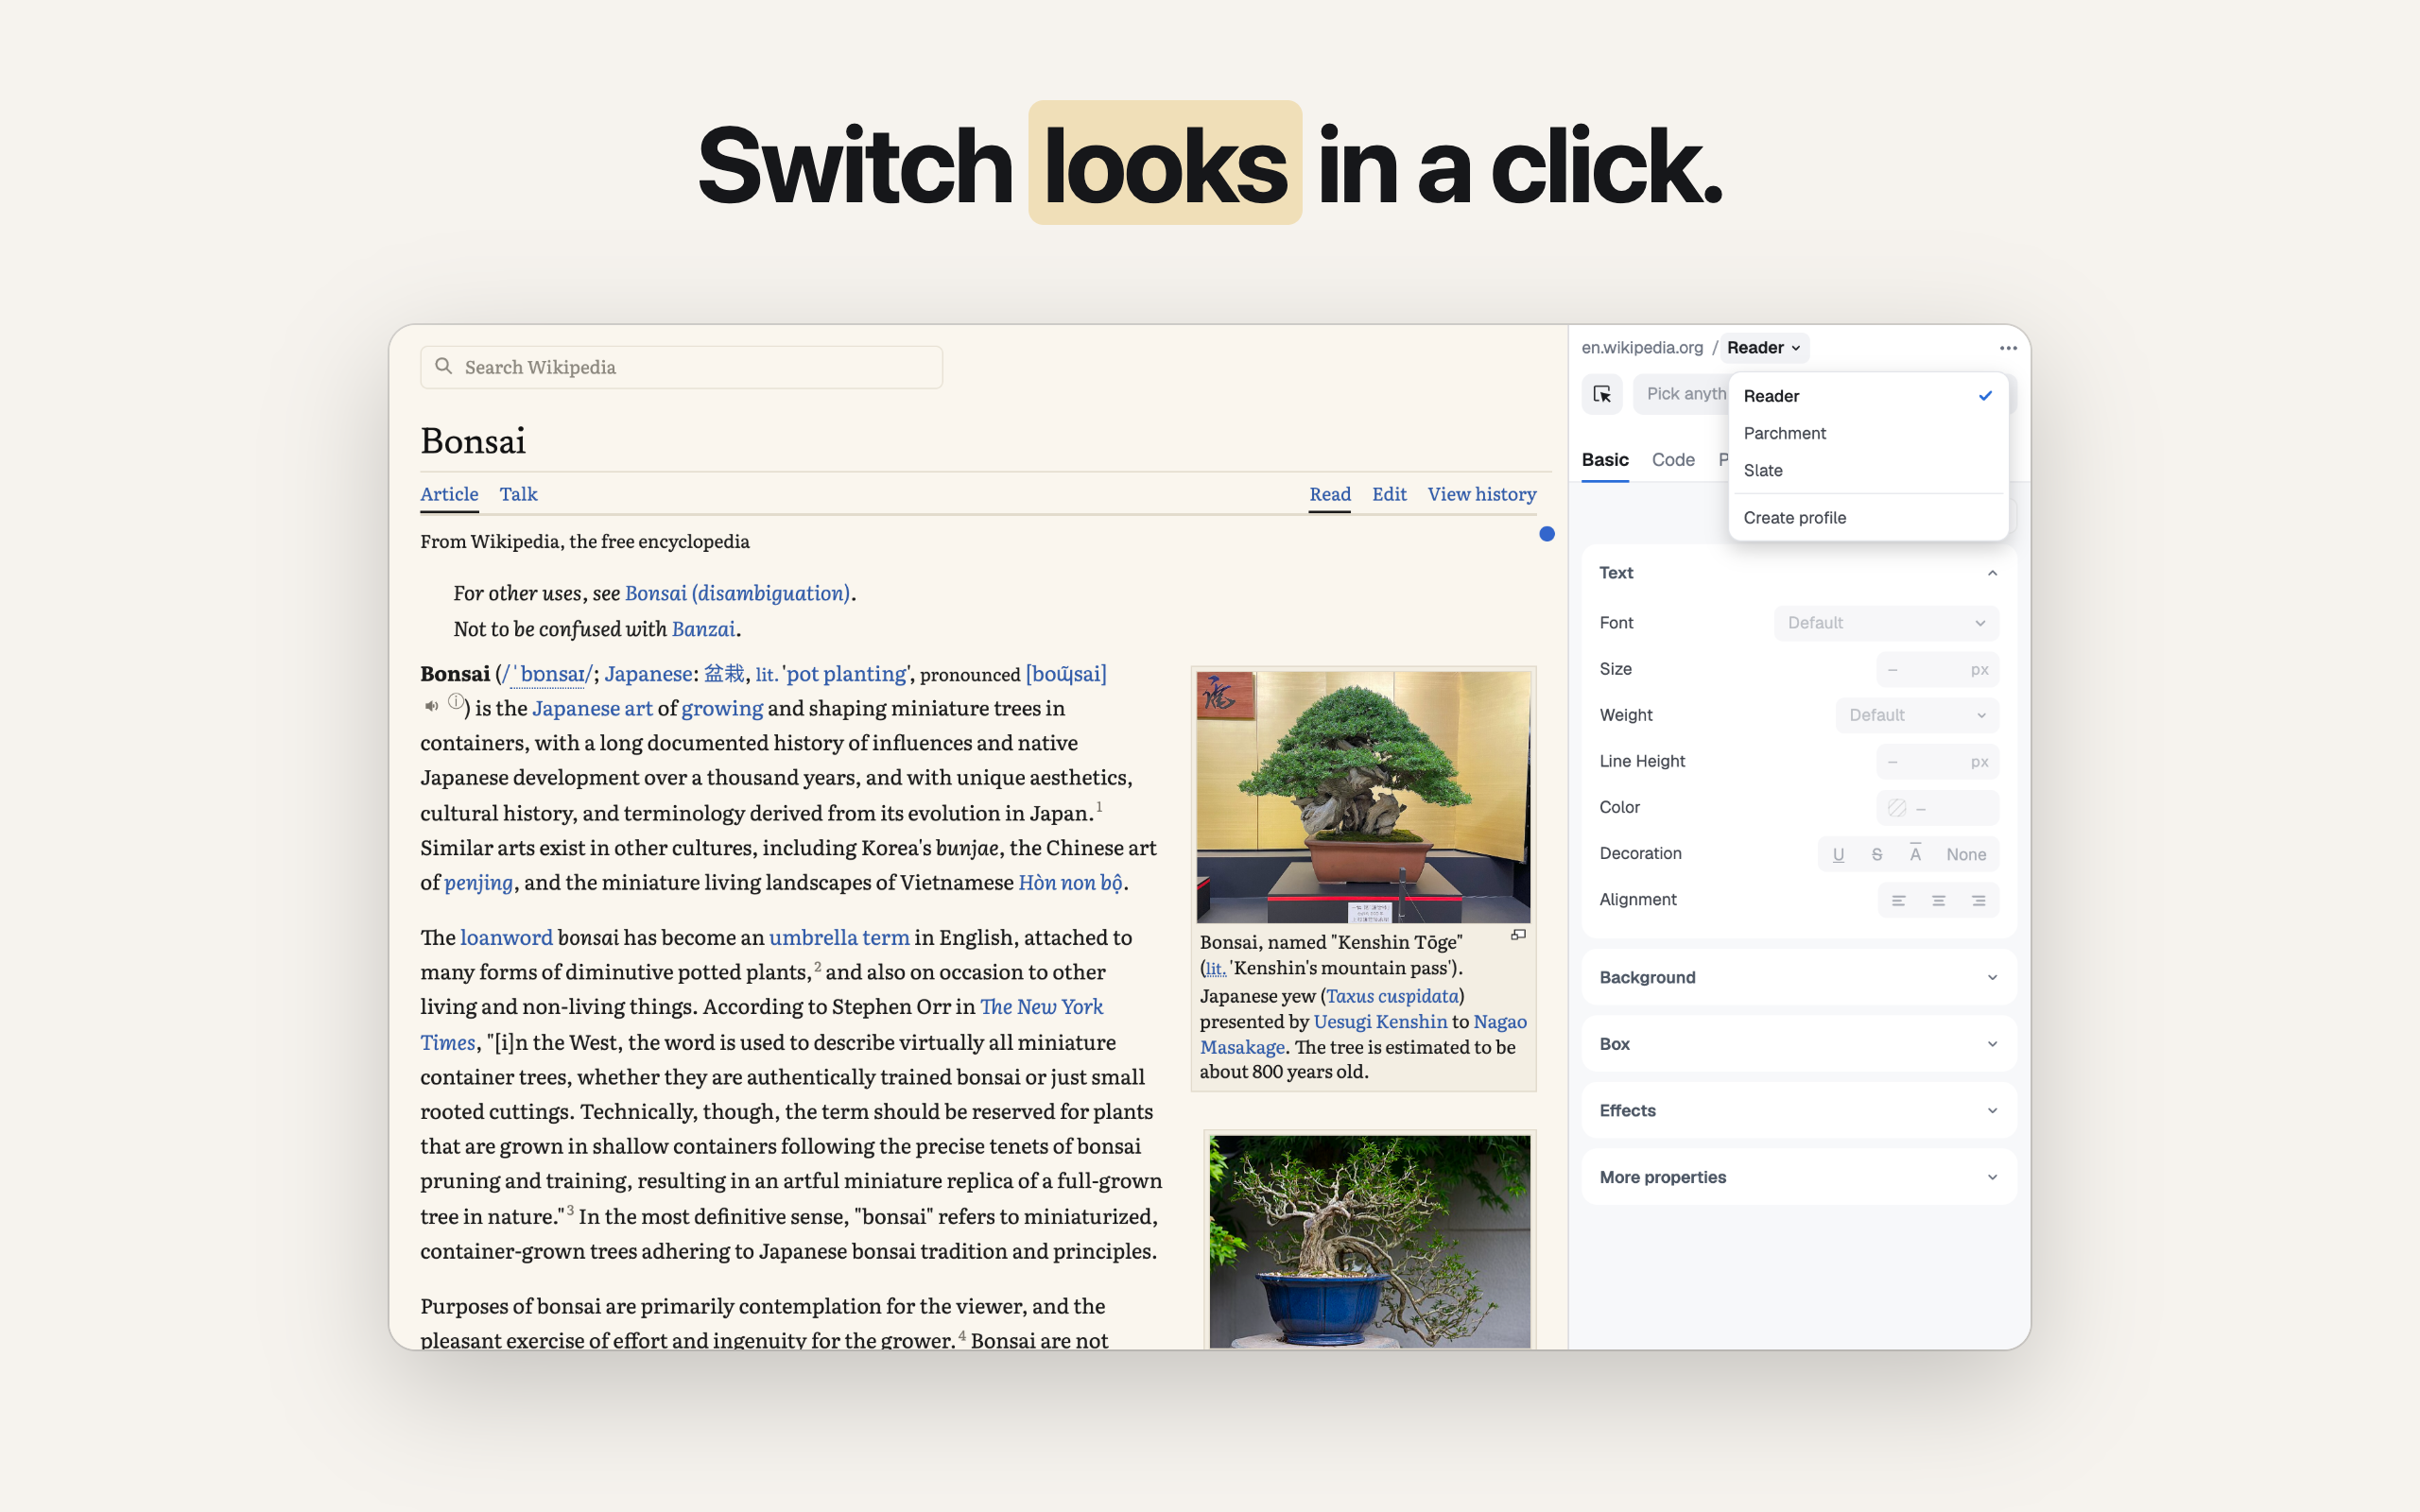 Switch looks in a click.
Search Wikipedia
Bonsai
Article Talk
Read Edit View history
From Wikipedia, the free encyclopedia
For other uses, see Bonsai (disambiguation).
Not to be confused with Banzai.
Bonsai (/ˈbɒnsaɪ/; Japanese: 盆栽, lit. 'pot planting', pronounced [boɰ̃sai]
ⓘ) is the Japanese art of growing and shaping miniature trees in
containers, with a long documented history of influences and native
Japanese development over a thousand years, and with unique aesthetics,
cultural history, and terminology derived from its evolution in Japan.1
Similar arts exist in other cultures, including Korea's bunjae, the Chinese art
of penjing, and the miniature living landscapes of Vietnamese Hòn non bộ.
The loanword bonsai has become an umbrella term in English, attached to
many forms of diminutive potted plants,2 and also on occasion to other
living and non-living things. According to Stephen Orr in The New York
Times, "[i]n the West, the word is used to describe virtually all miniature
container trees, whether they are authentically trained bonsai or just small
rooted cuttings. Technically, though, the term should be reserved for plants
that are grown in shallow containers following the precise tenets of bonsai
pruning and training, resulting in an artful miniature replica of a full-grown
tree in nature."3 In the most definitive sense, "bonsai" refers to miniaturized,
container-grown trees adhering to Japanese bonsai tradition and principles.
Purposes of bonsai are primarily contemplation for the viewer, and the
pleasant exercise of effort and ingenuity for the grower.4 Bonsai are not
Bonsai, named "Kenshin Tōge"
(lit. 'Kenshin's mountain pass').
Japanese yew (Taxus cuspidata)
presented by Uesugi Kenshin to Nagao
Masakage. The tree is estimated to be
about 800 years old.
en.wikipedia.org / Reader
Pick anyth
Reader
Parchment
Slate
Create profile
Basic Code P
Text
Font Default
Size – px
Weight Default
Line Height – px
Color –
Decoration U S A None
Alignment
Background
Box
Effects
More properties